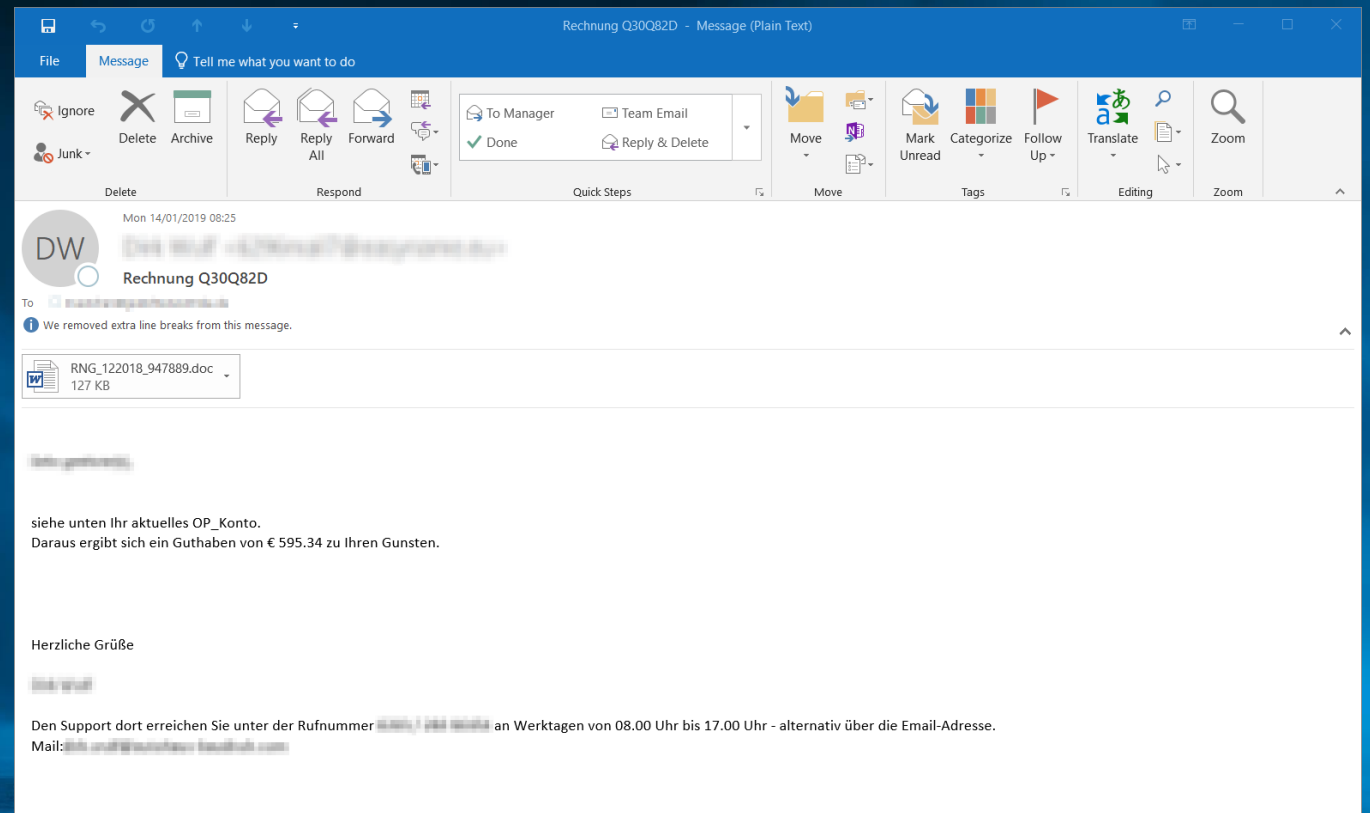 Rechnung Q30Q82D - Message (Plain Text)
File
Message
Tell me what you want to do
Ignore
Junk
Delete
Archive
Reply
Reply All
Forward
To Manager
Team Email
Done
Reply & Delete
Move
Mark Unread
Categorize
Follow Up
Translate
Zoom
Delete
Respond
Quick Steps
Move
Tags
Editing
Zoom
Mon 14/01/2019 08:25
DW
Rechnung Q30Q82D
To
We removed extra line breaks from this message.
RNG_122018_947889.doc
127 KB
siehe unten Ihr aktuelles OP_Konto.
Daraus ergibt sich ein Guthaben von € 595.34 zu Ihren Gunsten.
Herzliche Grüße
Den Support dort erreichen Sie unter der Rufnummer an Werktagen von 08.00 Uhr bis 17.00 Uhr - alternativ über die Email-Adresse.
Mail: